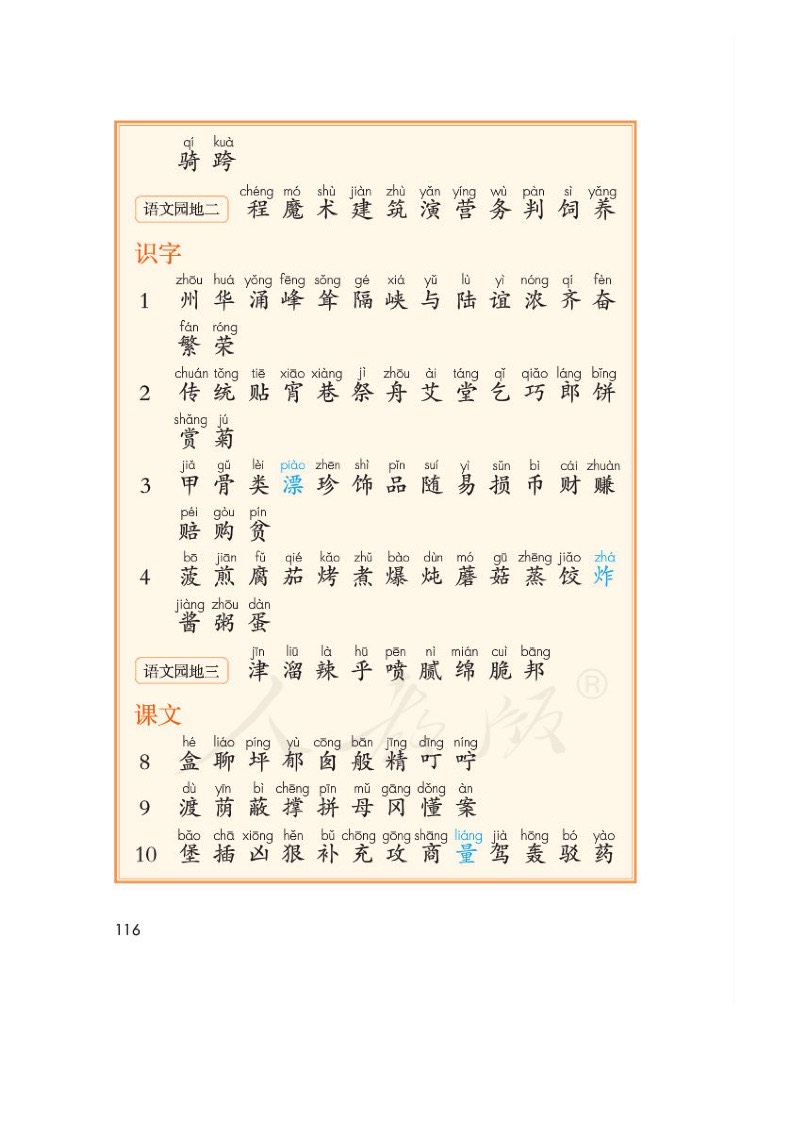 qí kuà
骑 跨
chéng mó shù jiàn zhù yǎn yíng wù pàn sì yǎng
语文园地二 程 魔 术 建 筑 演 营 务 判 饲 养
识字
zhōu huá yǒng fēng sǒng gé xiá yǔ lù yì nóng qí fèn
1 州 华 涌 峰 耸 隔 峡 与 陆 谊 浓 齐 奋
fán róng
繁 荣
chuán tǒng tiē xiāo xiàng jì zhōu ài táng qǐ qiǎo láng bǐng
2 传 统 贴 宵 巷 祭 舟 艾 堂 乞 巧 郎 饼
shǎng jú
赏 菊
jiǎ gǔ lèi piào zhēn shì pǐn suí yì sǔn bì cái zhuàn
3 甲 骨 类 漂 珍 饰 品 随 易 损 币 财 赚
péi gòu pín
赔 购 贫
bō jiān fǔ qié kǎo zhǔ bào dùn mó gū zhēng jiǎo zhá
4 菠 煎 腐 茄 烤 煮 爆 炖 蘑 菇 蒸 饺 炸
jiàng zhōu dàn
酱 粥 蛋
jīn liū là hū pēn nì mián cuì bāng
语文园地三 津 溜 辣 乎 喷 腻 绵 脆 邦
课文
hé liáo píng yù cōng bān jīng dīng níng
8 盒 聊 坪 郁 囱 般 精 叮 咛
dù yīn bì chēng pīn mǔ gāng dǒng àn
9 渡 荫 蔽 撑 拼 母 冈 懂 案
bǎo chā xiōng hěn bǔ chōng gōng shāng liáng jià hōng bó yào
10 堡 插 凶 狠 补 充 攻 商 量 驾 轰 驳 药
人教版®
116